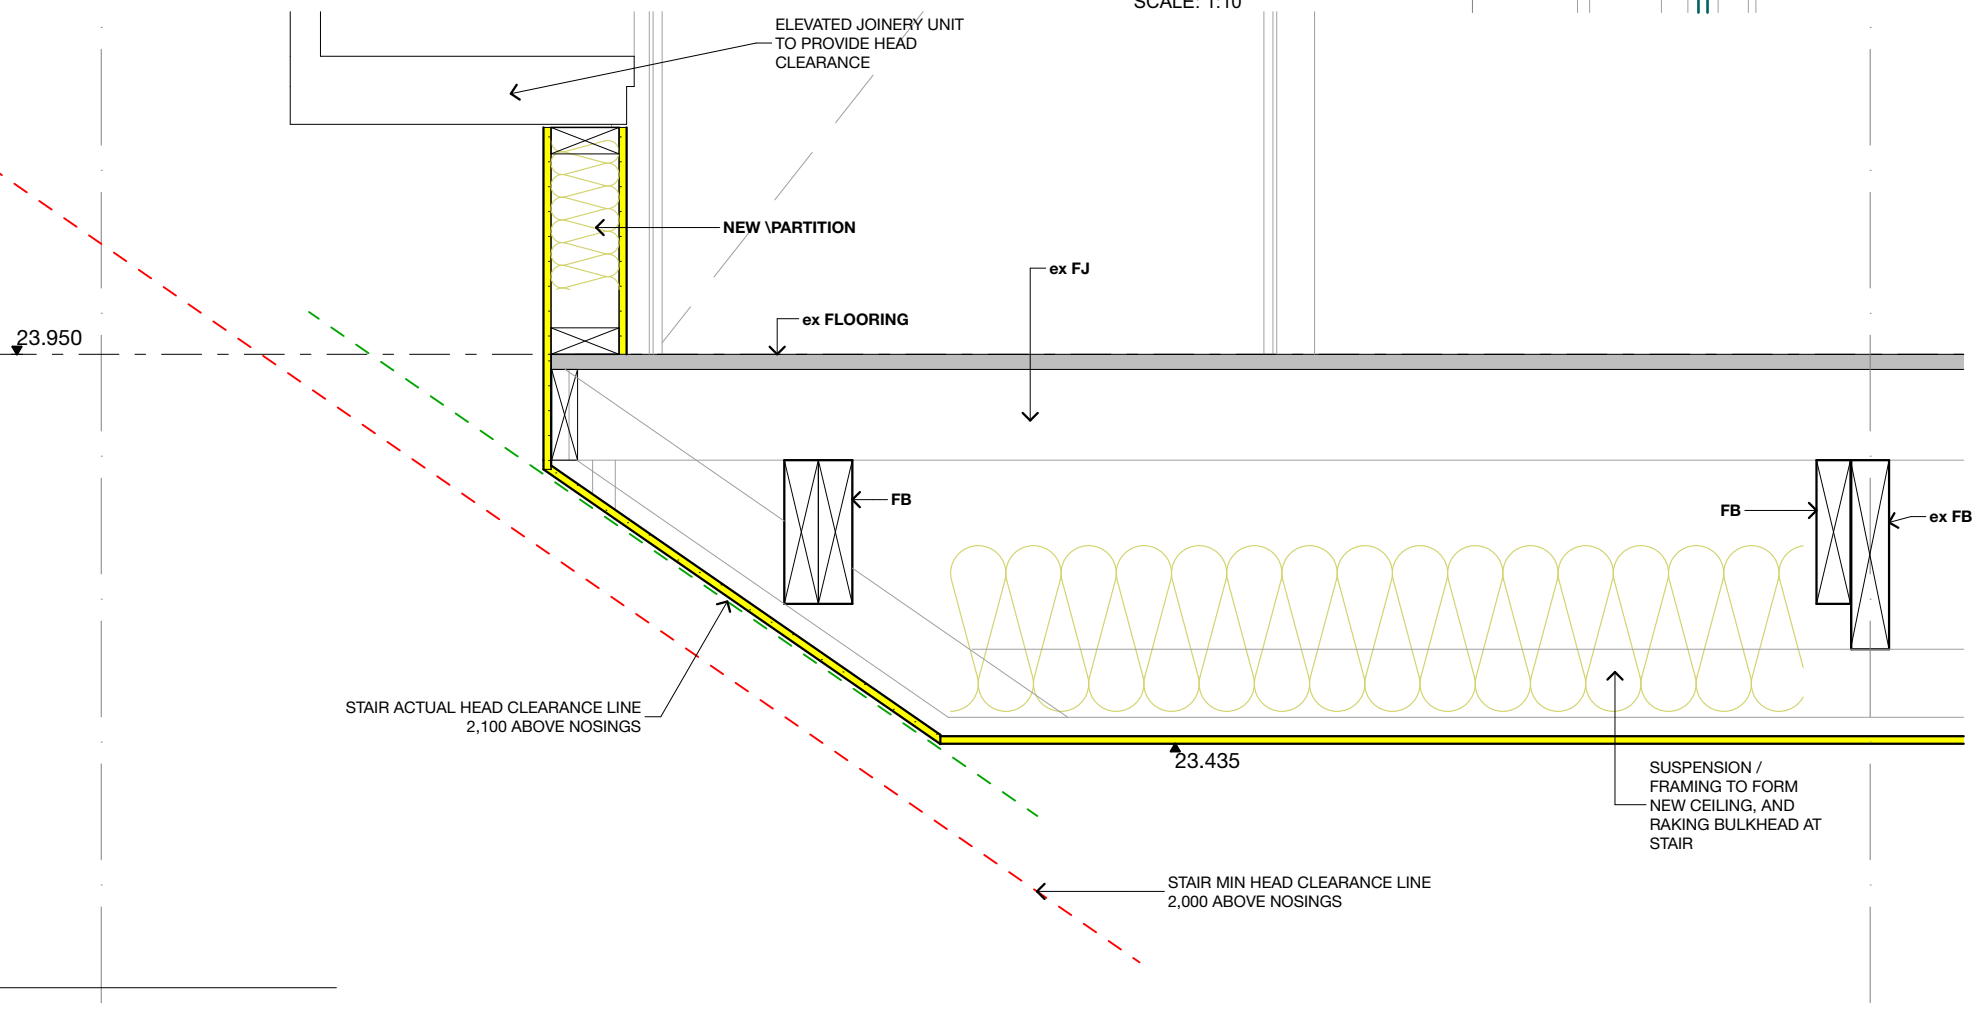 SCALE: 1:10
ELEVATED JOINERY UNIT
TO PROVIDE HEAD
CLEARANCE
NEW \PARTITION
ex FJ
ex FLOORING
23.950
FB
FB
ex FB
STAIR ACTUAL HEAD CLEARANCE LINE
2,100 ABOVE NOSINGS
23.435
SUSPENSION /
FRAMING TO FORM
NEW CEILING, AND
RAKING BULKHEAD AT
STAIR
STAIR MIN HEAD CLEARANCE LINE
2,000 ABOVE NOSINGS